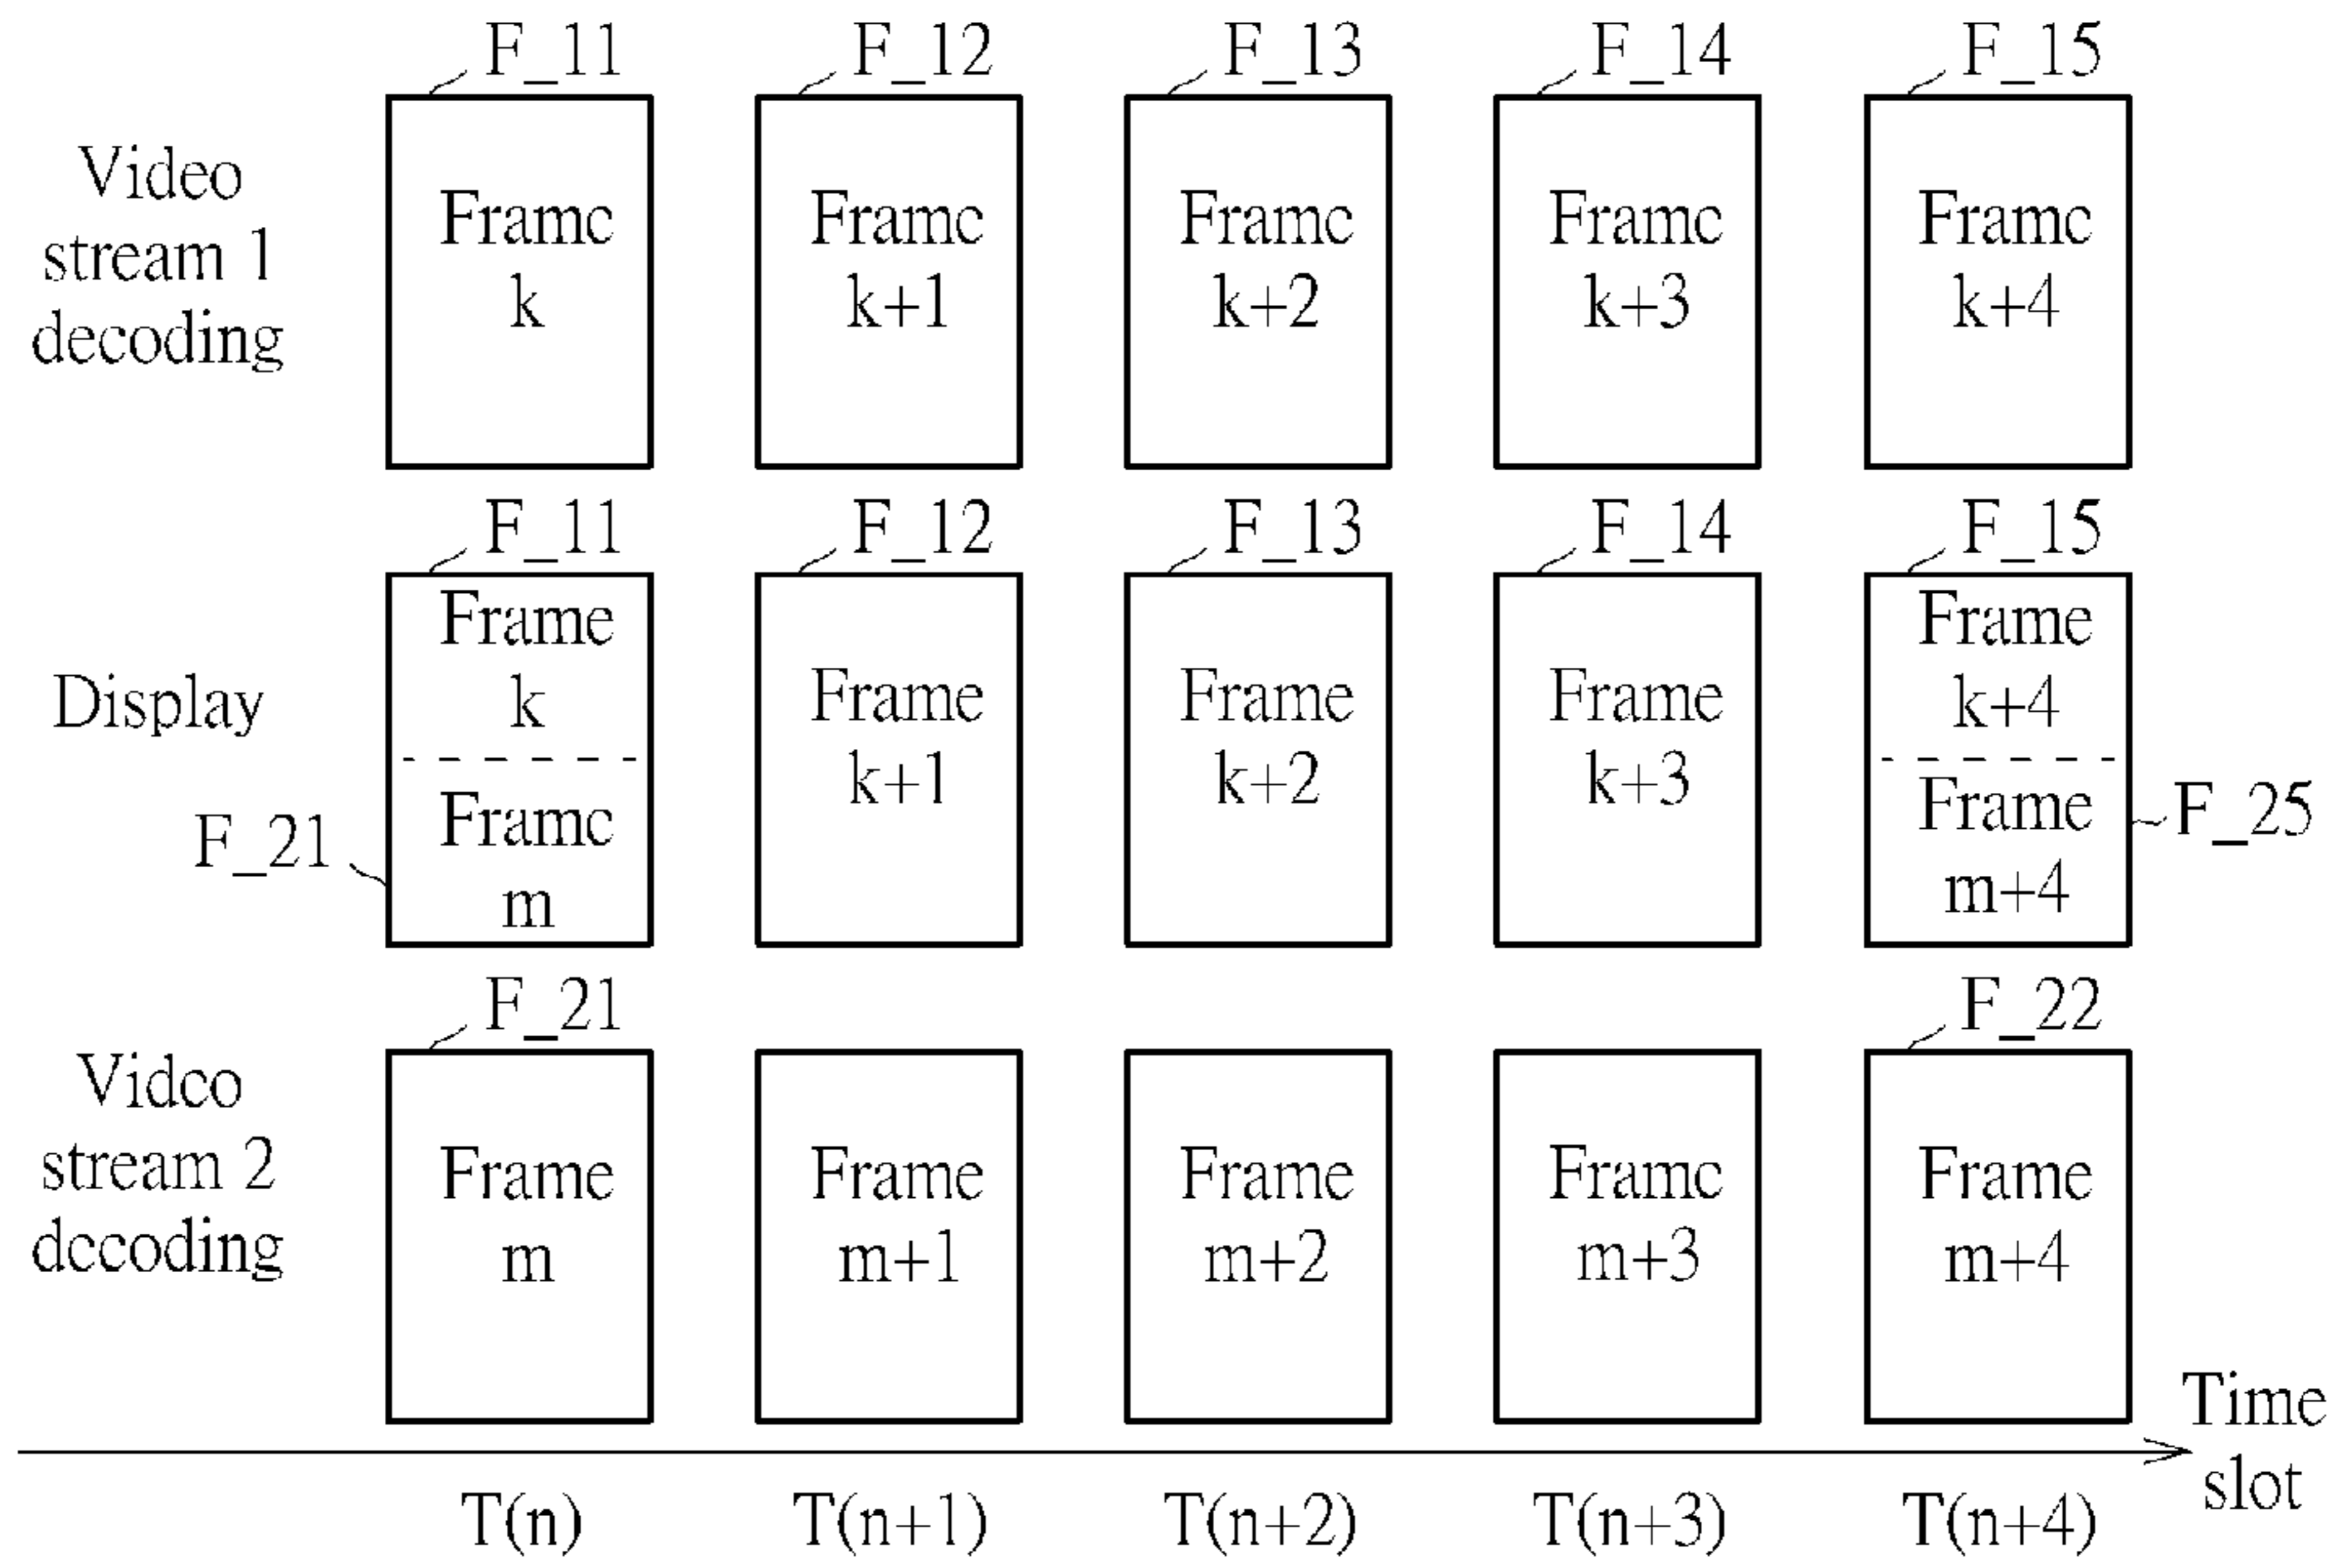 F_11 F_12 F_13 F_14 F_15
Video
stream 1
decoding
Framc
k
Framc
k+1
Framc
k+2
Framc
k+3
Framc
k+4
F_11 F_12 F_13 F_14 F_15
Display
Frame
k
Framc
m
F_21
Frame
k+1
Frame
k+2
Frame
k+3
Frame
k+4
Frame
m+4
F_25
F_21 F_22
Vidco
stream 2
dccoding
Frame
m
Frame
m+1
Frame
m+2
Framc
m+3
Frame
m+4
Time
slot
T(n) T(n+1) T(n+2) T(n+3) T(n+4)